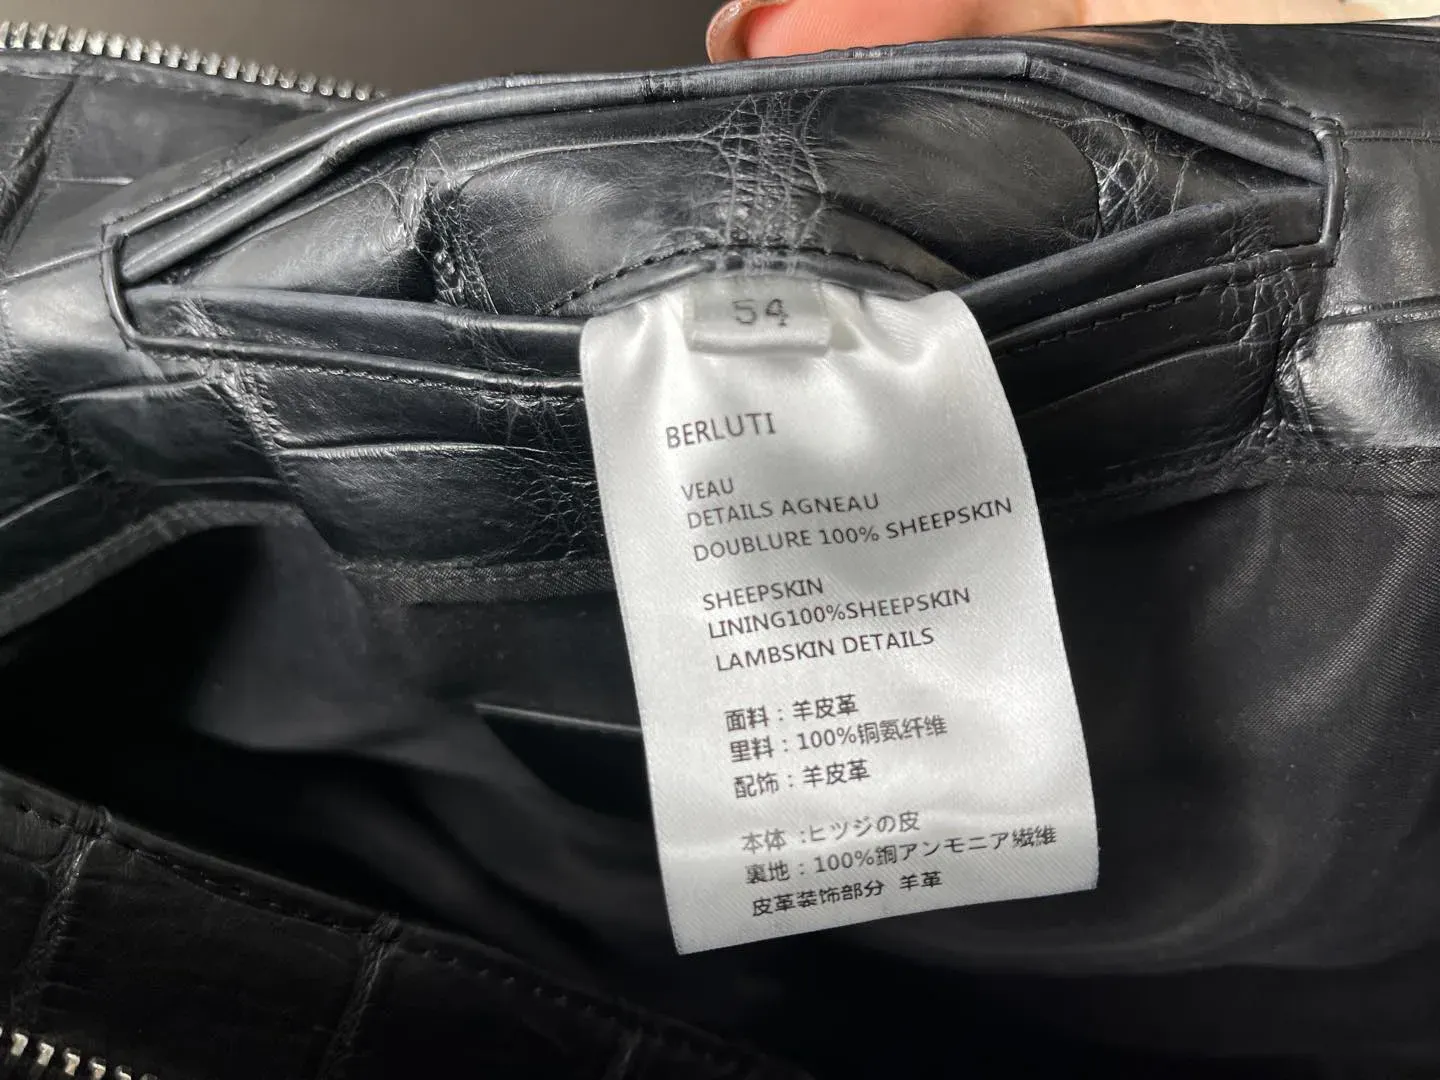 54
BERLUTI
VEAU
DETAILS AGNEAU
DOUBLURE 100% SHEEPSKIN
SHEEPSKIN
LINING100%SHEEPSKIN
LAMBSKIN DETAILS
面料：羊皮革
里料：100%铜氨纤维
配饰：羊皮革
本体 :ヒツジの皮
裏地：100%銅アンモニア繊維
皮革装饰部分 羊革